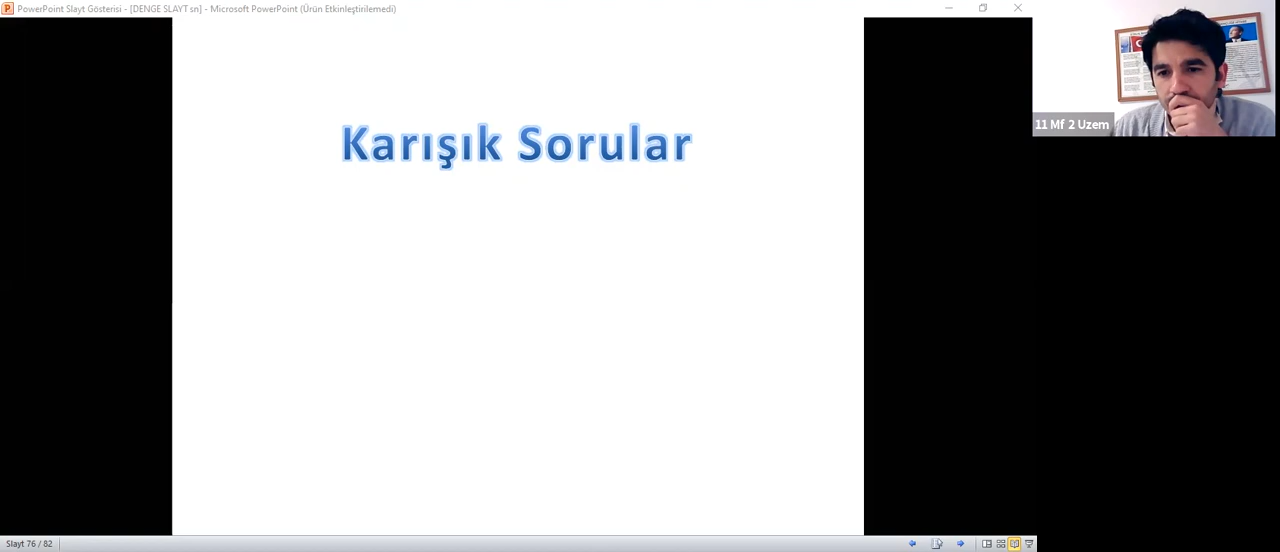 PowerPoint Slayt Gösterisi - [DENGE SLAYT sn] - Microsoft PowerPoint (Ürün Etkinleştirilemedi)
11 Mf 2 Uzem
Karışık Sorular
Slayt 76 / 82